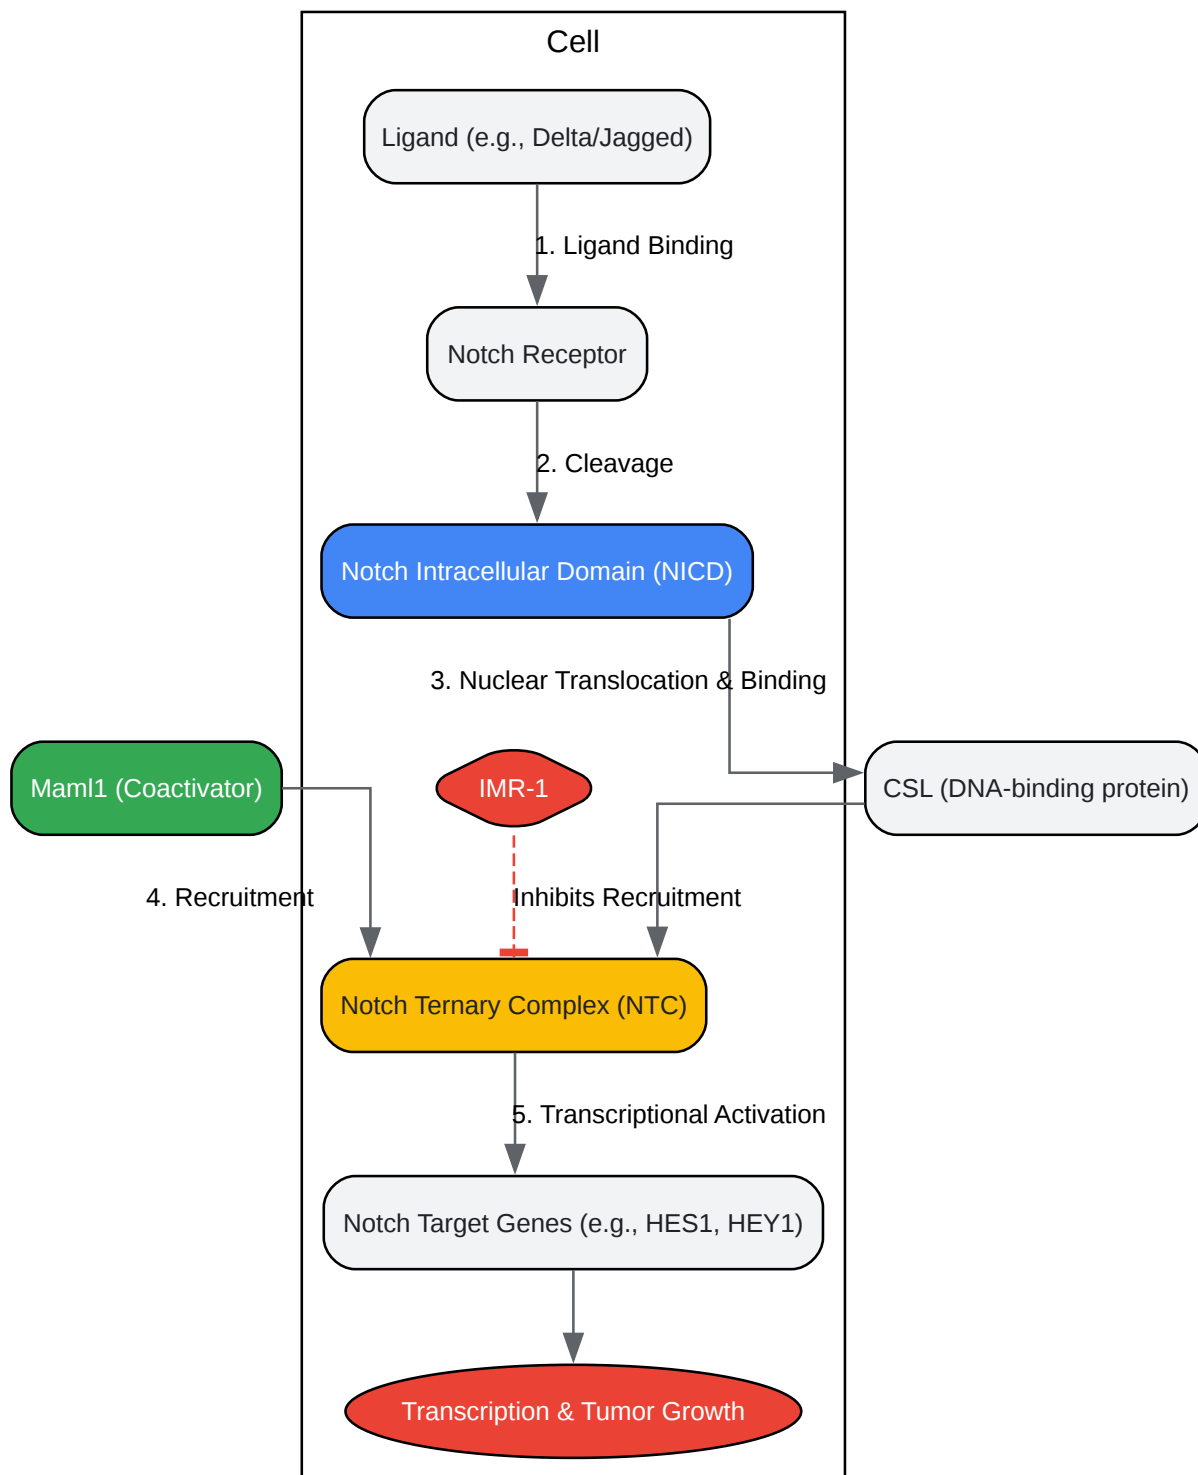 Cell
Ligand (e.g., Delta/Jagged)
1. Ligand Binding
Notch Receptor
2. Cleavage
Notch Intracellular Domain (NICD)
3. Nuclear Translocation & Binding
Maml1 (Coactivator)
IMR-1
CSL (DNA-binding protein)
4. Recruitment
Inhibits Recruitment
Notch Ternary Complex (NTC)
5. Transcriptional Activation
Notch Target Genes (e.g., HES1, HEY1)
Transcription & Tumor Growth